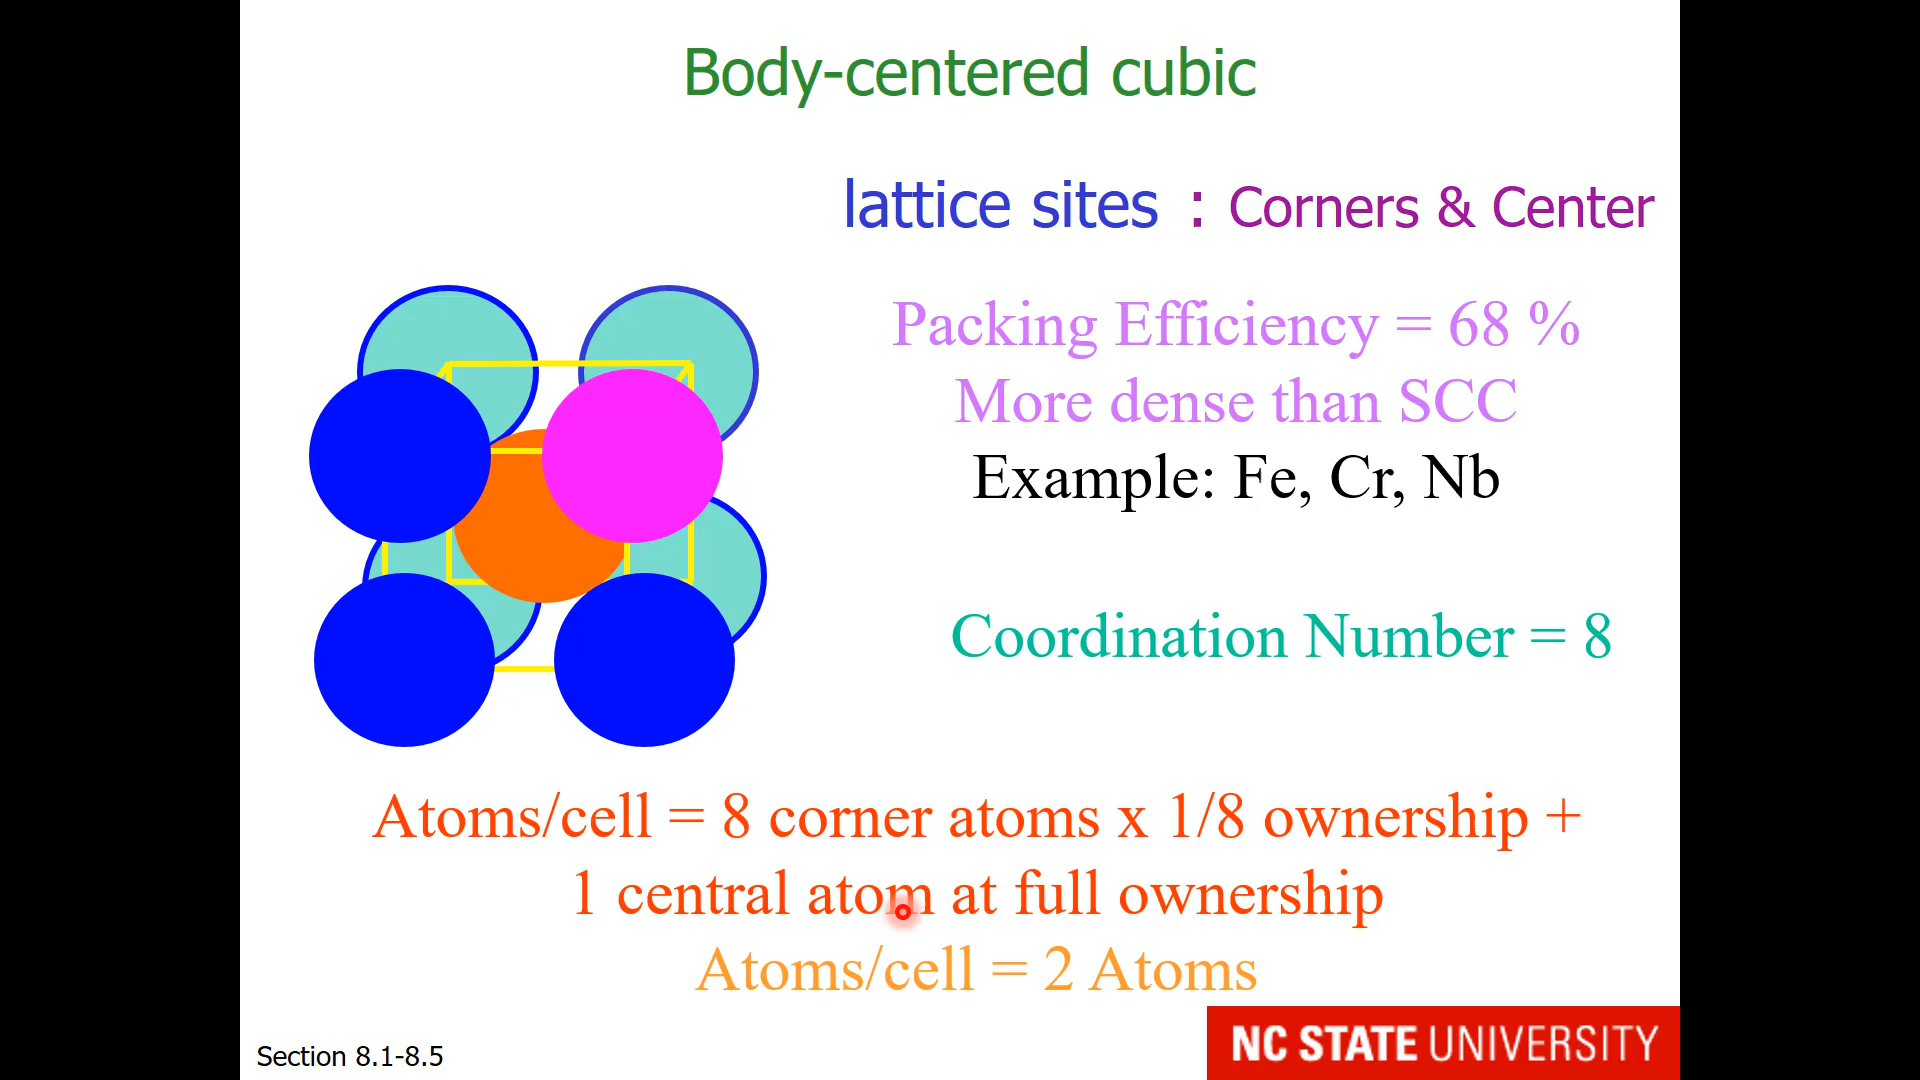 Body-centered cubic
lattice sites : Corners & Center
Packing Efficiency = 68 %
More dense than SCC
Example: Fe, Cr, Nb
Coordination Number = 8
Atoms/cell = 8 corner atoms x 1/8 ownership +
1 central atom at full ownership
Atoms/cell = 2 Atoms
Section 8.1-8.5
NC STATE UNIVERSITY